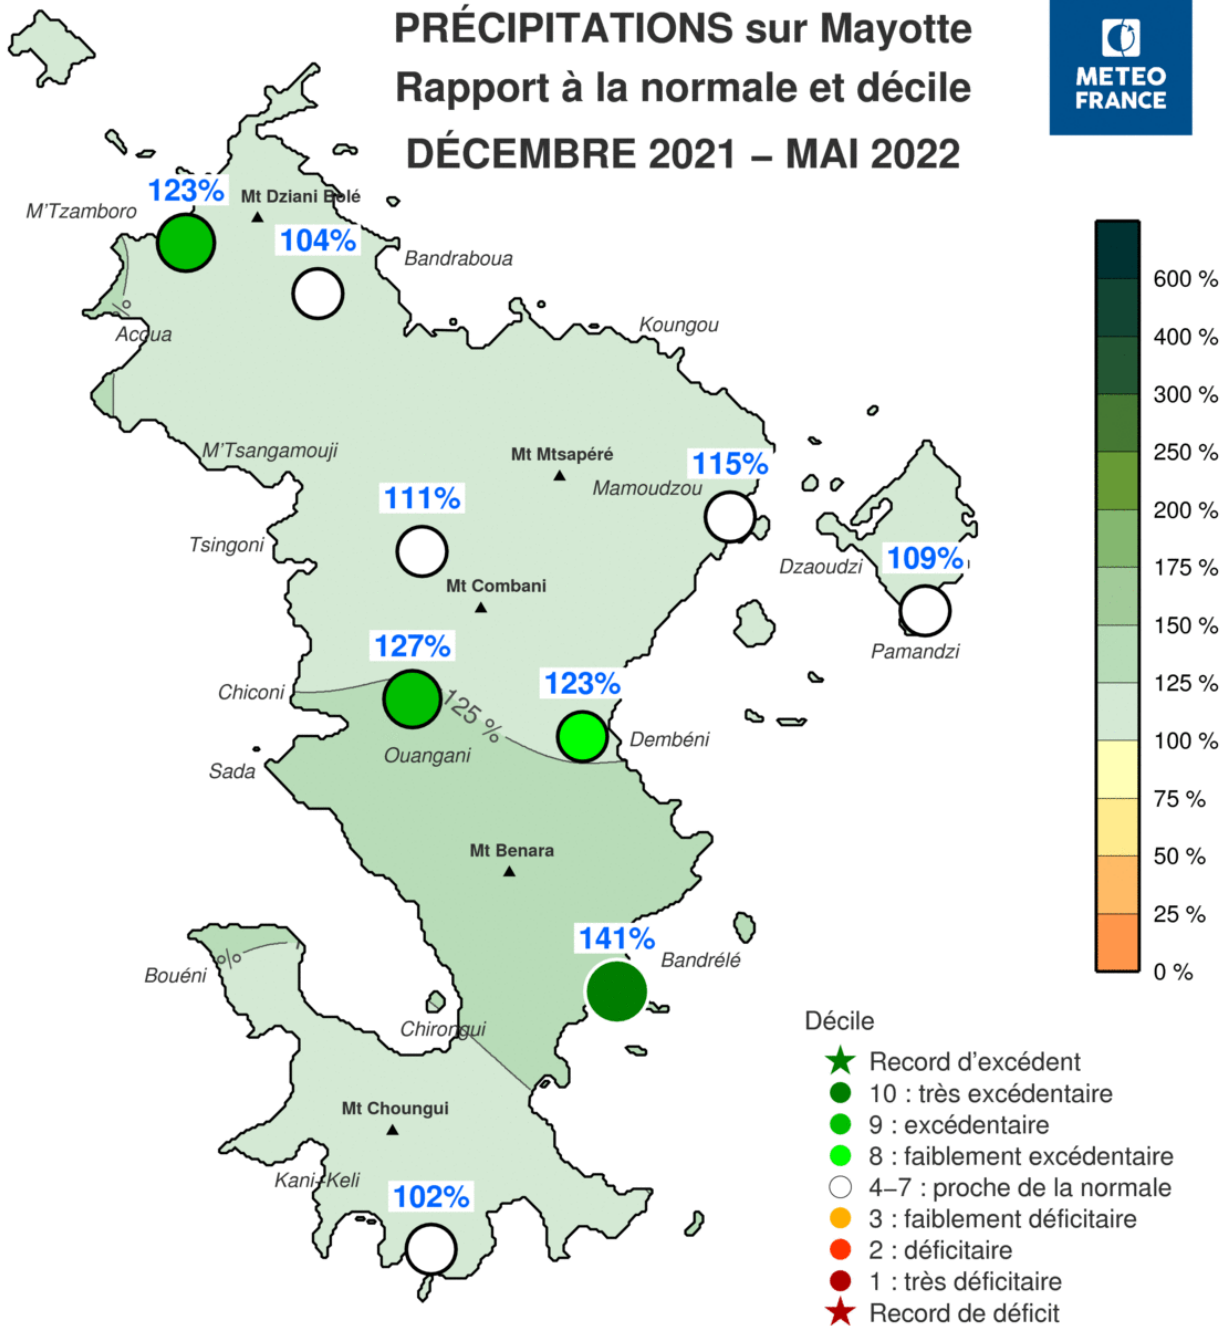 PRÉCIPITATIONS sur Mayotte
Rapport à la normale et décile
DÉCEMBRE 2021 – MAI 2022
METEO
FRANCE
123%
Mt Dziani Bolé
M'Tzamboro
104%
Bandraboua
Acoua
Koungou
M'Tsangamouji
Mt Mtsapéré
115%
111%
Mamoudzou
Tsingoni
109%
Dzaoudzi
Mt Combani
Pamandzi
127%
123%
Chiconi
125 %
Dembéni
Ouangani
Sada
Mt Benara
141%
Bandrélé
%
Bouéni
Chirongui
Mt Choungui
Kani-Keli
102%
600 %
400 %
300 %
250 %
200 %
175 %
150 %
125 %
100 %
75 %
50 %
25 %
0 %
Décile
Record d'excédent
10 : très excédentaire
9 : excédentaire
8 : faiblement excédentaire
4–7 : proche de la normale
3 : faiblement déficitaire
2 : déficitaire
1 : très déficitaire
Record de déficit